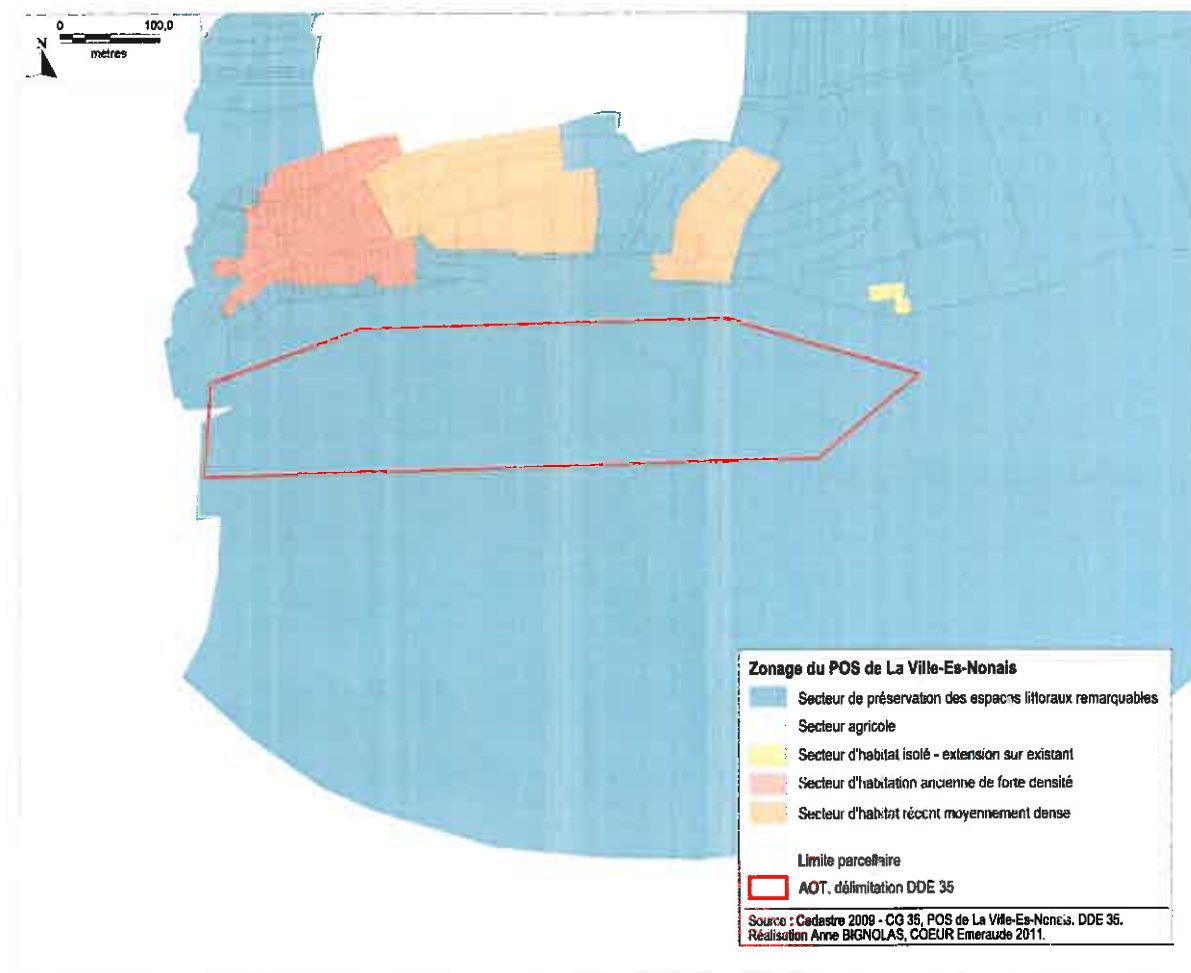 0 100,0
mètres
N
Zonage du POS de La Ville-Es-Nonais
Secteur de préservation des espaces littoraux remarquables
Secteur agricole
Secteur d'habitat isolé - extension sur existant
Secteur d'habitation ancienne de forte densité
Secteur d'habitat récent moyennement dense
Limite parcellaire
AOT, délimitation DDE 35
Source : Cadastre 2009 - CG 35, POS de La Ville-Es-Nonais. DDE 35.
Réalisation Anne BIGNOLAS, COEUR Emeraude 2011.